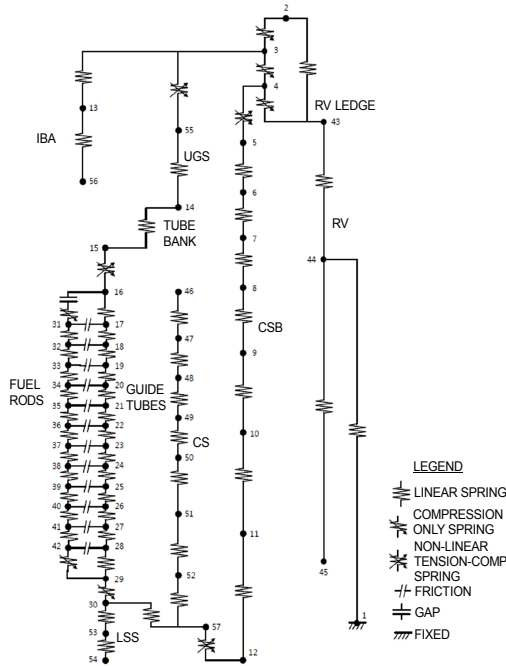 2
3
4
RV LEDGE
43
13
5
55
IBA
UGS
56
6
14
TUBE
BANK
7
RV
15
44
16
46
8
31
17
CSB
32
18
47
33
19
9
FUEL
RODS
34
20
GUIDE
TUBES
48
35
21
49
36
22
CS
10
37
23
50
38
24
LEGEND
39
25
LINEAR SPRING
40
26
51
COMPRESSION
ONLY SPRING
41
27
11
42
28
NON-LINEAR
TENSION-COMP
SPRING
29
52
45
FRICTION
30
GAP
53
LSS
57
1
FIXED
54
12